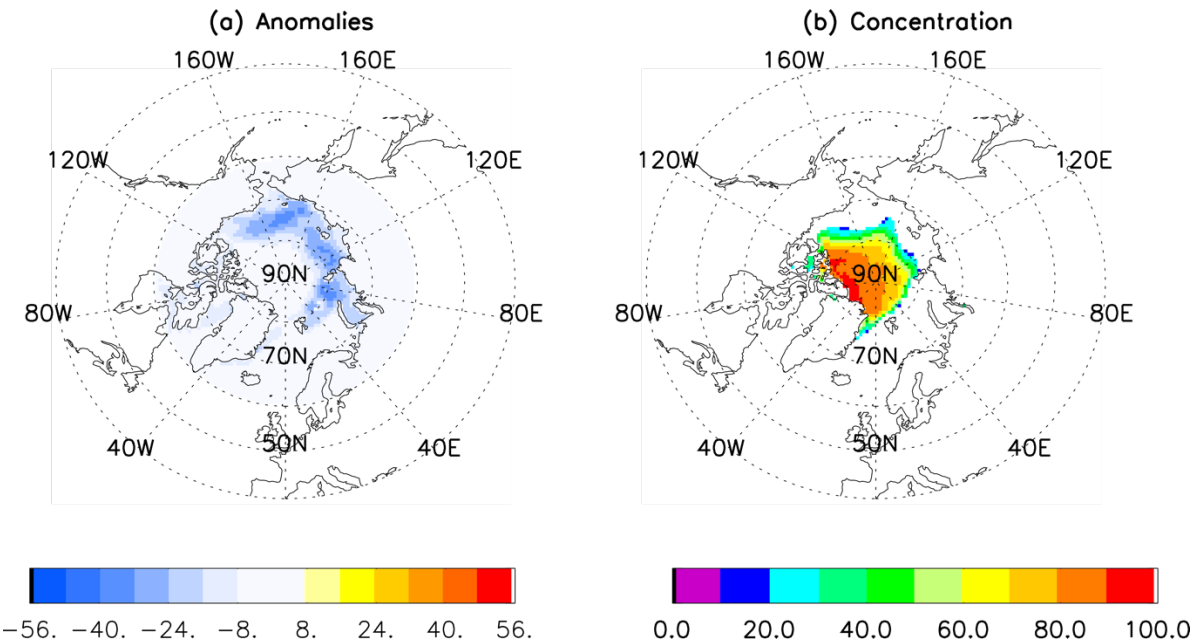 (a) Anomalies
160W 160E
120W 120E
90N
80W 80E
70N
40W 50N 40E
−56. −40. −24. −8. 8. 24. 40. 56.
(b) Concentration
160W 160E
120W 120E
90N
80W 80E
70N
40W 50N 40E
0.0 20.0 40.0 60.0 80.0 100.0